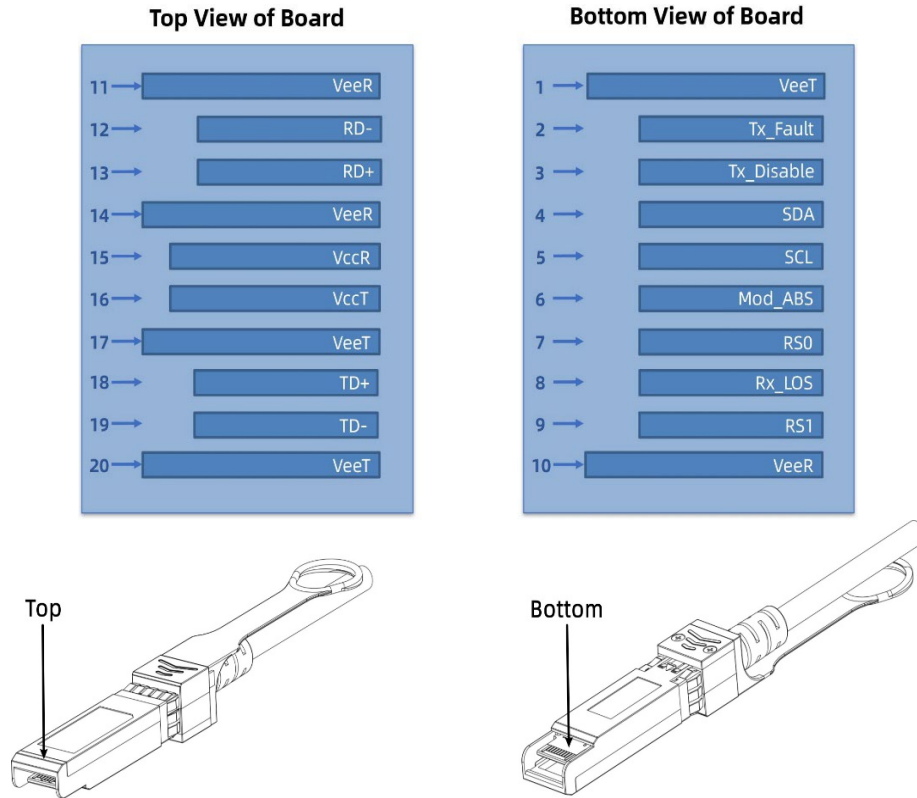 Top View of Board
11 VeeR
12 RD-
13 RD+
14 VeeR
15 VccR
16 VccT
17 VeeT
18 TD+
19 TD-
20 VeeT
Bottom View of Board
1 VeeT
2 Tx_Fault
3 Tx_Disable
4 SDA
5 SCL
6 Mod_ABS
7 RS0
8 Rx_LOS
9 RS1
10 VeeR
Top
Bottom